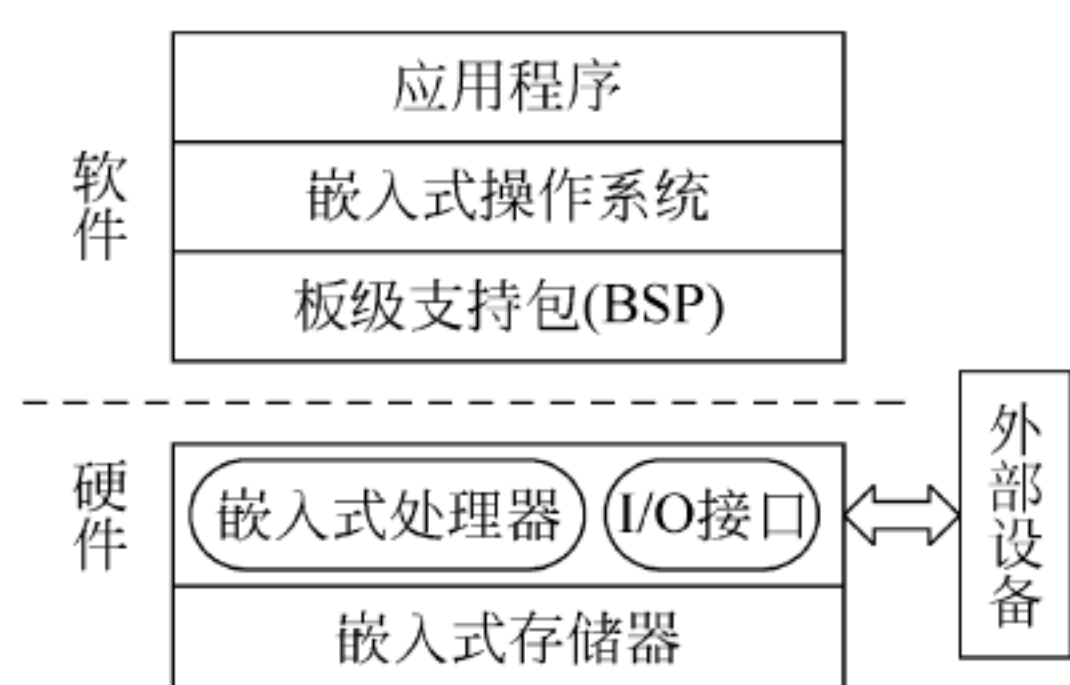 应用程序
软件
嵌入式操作系统
板级支持包(BSP)
硬件
嵌入式处理器
I/O接口
外部设备
嵌入式存储器